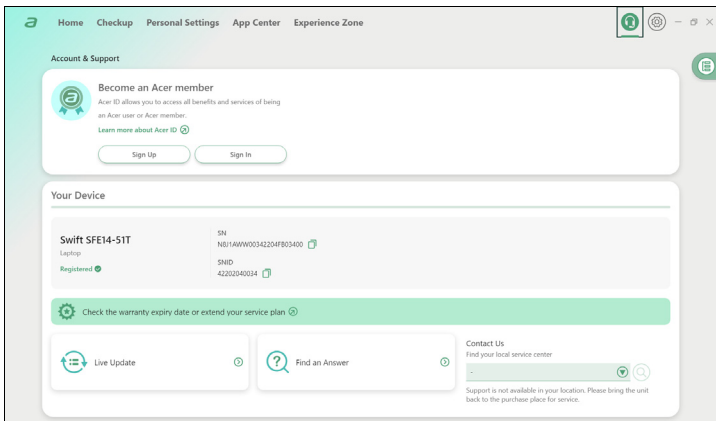 a Home Checkup Personal Settings App Center Experience Zone
Account & Support
Become an Acer member
Acer ID allows you to access all benefits and services of being
an Acer user or Acer member.
Learn more about Acer ID
Sign Up Sign In
Your Device
Swift SFE14-51T
Laptop
Registered
SN
N8J1AWW00342204FB03400
SNID
42202040034
Check the warranty expiry date or extend your service plan
Live Update
Find an Answer
Contact Us
Find your local service center
-
Support is not available in your location. Please bring the unit
back to the purchase place for service.